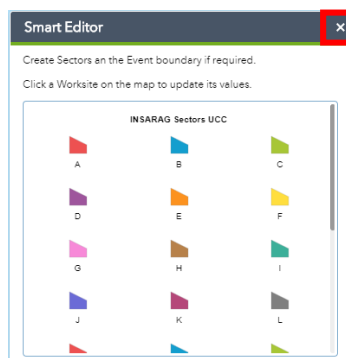 Smart Editor ×
Create Sectors an the Event boundary if required.
Click a Worksite on the map to update its values.
INSARAG Sectors UCC
A B C
D E F
G H I
J K L